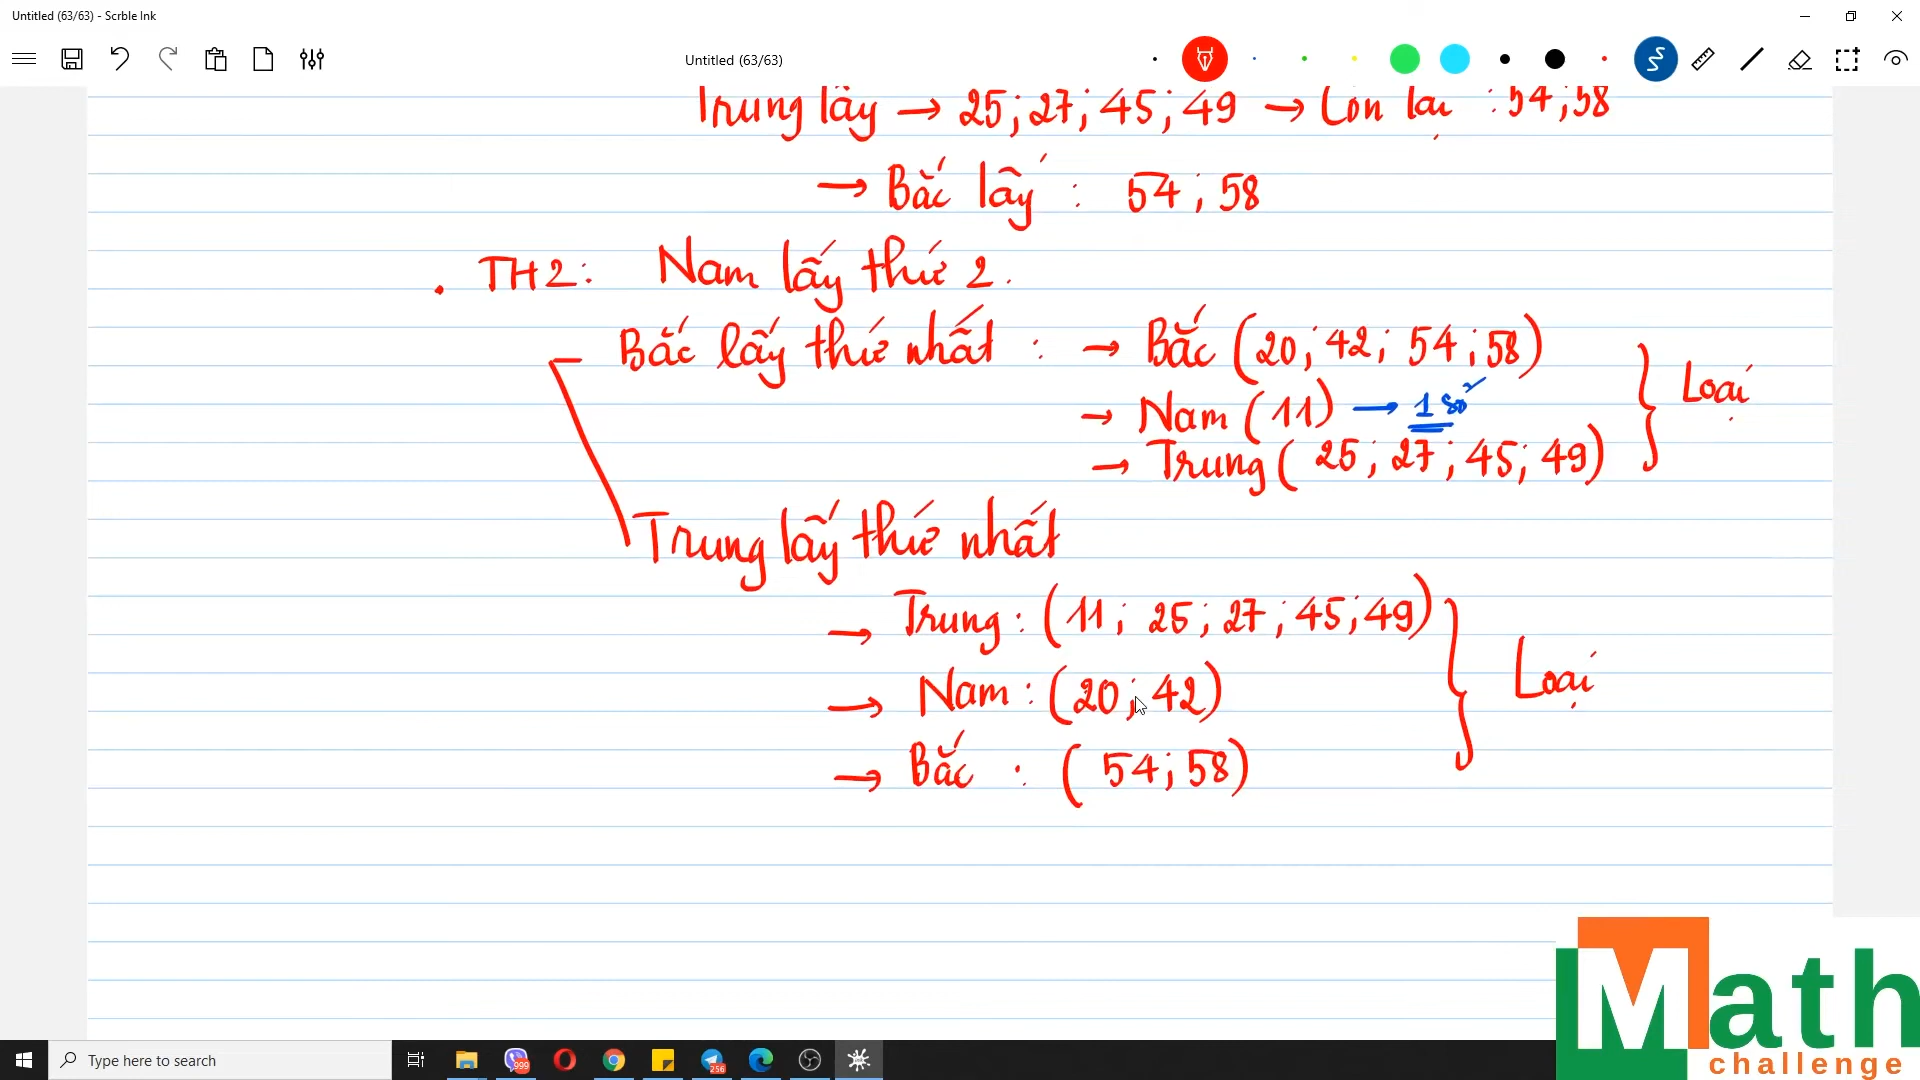 Untitled (63/63) - Scrble Ink
Untitled (63/63)
Trung lấy → 25; 27; 45; 49 → Còn lại : 54; 58
→ Bắc lấy : 54; 58
. TH2: Nam lấy thứ 2.
Bắc lấy thứ nhất : → Bắc (20; 42; 54; 58)
→ Nam (11) → 1 số
→ Trung (25; 27; 45; 49)
Loại
Trung lấy thứ nhất
→ Trung : (11; 25; 27; 45; 49)
→ Nam : (20; 42)
→ Bắc : (54; 58)
Loại
Math
challenge
Type here to search
999
256